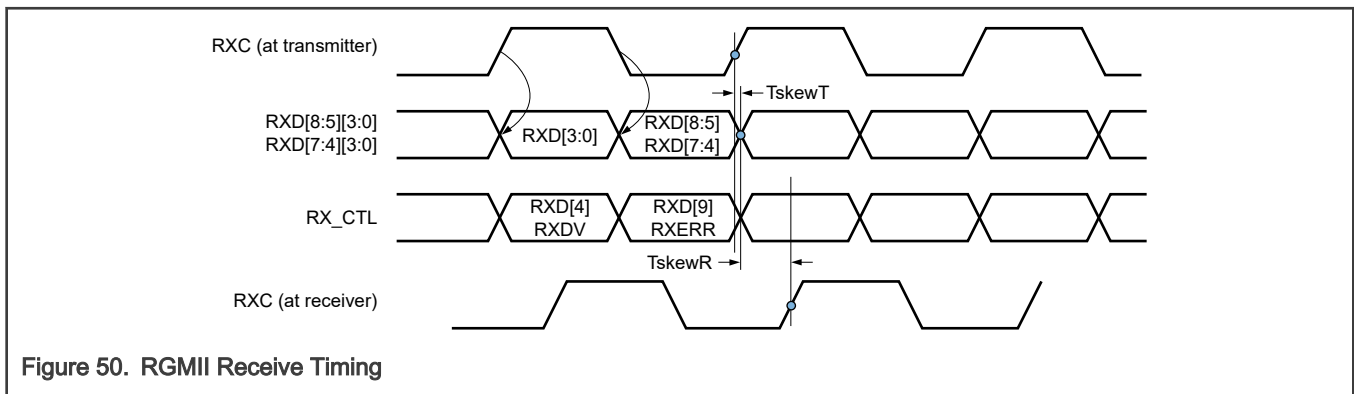 RXC (at transmitter)
TskewT
RXD[8:5][3:0]
RXD[7:4][3:0]
RXD[3:0]
RXD[8:5]
RXD[7:4]
RX_CTL
RXD[4]
RXDV
RXD[9]
RXERR
TskewR
RXC (at receiver)
Figure 50. RGMII Receive Timing